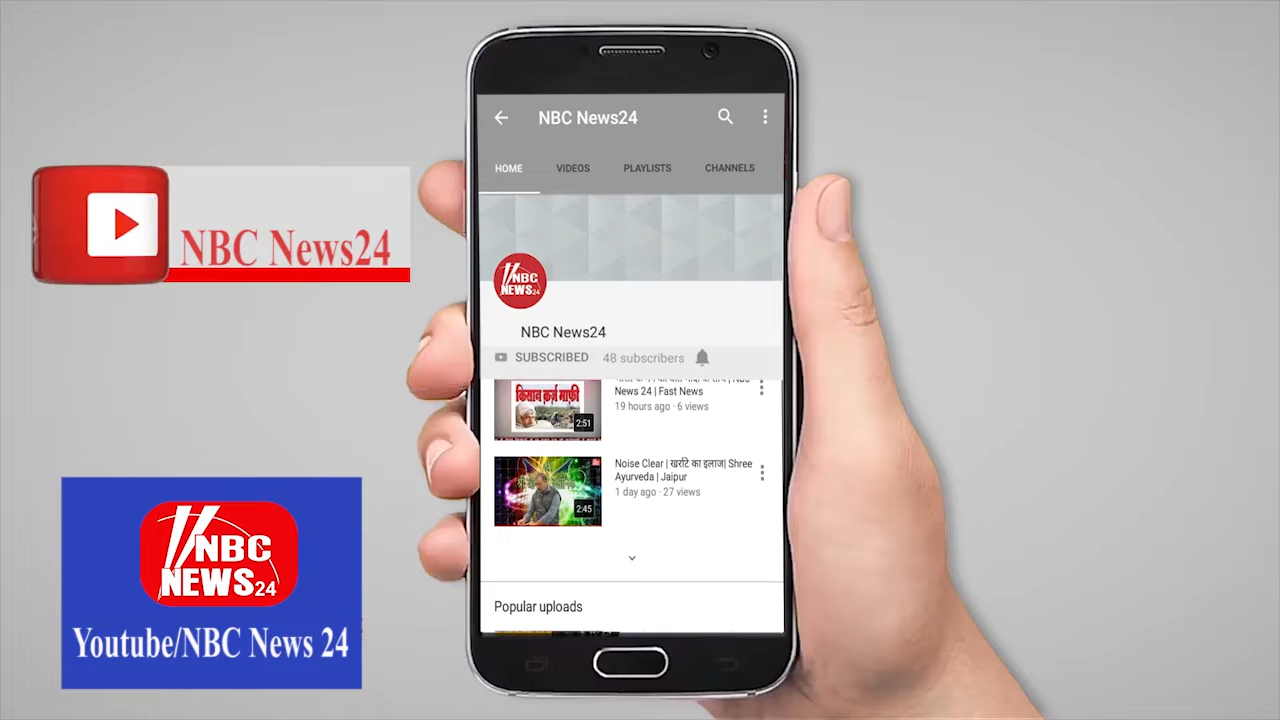 NBC News24
HOME VIDEOS PLAYLISTS CHANNELS
NBC News24
NBC
NEWS24
NBC News24
SUBSCRIBED 48 subscribers
किसान कर्ज़ माफ़ी
2:51
News 24 | Fast News
19 hours ago · 6 views
Noise Clear | खर्राटे का इलाज| Shree
Ayurveda | Jaipur
1 day ago · 27 views
2:45
Popular uploads
NBC
NEWS24
Youtube/NBC News 24